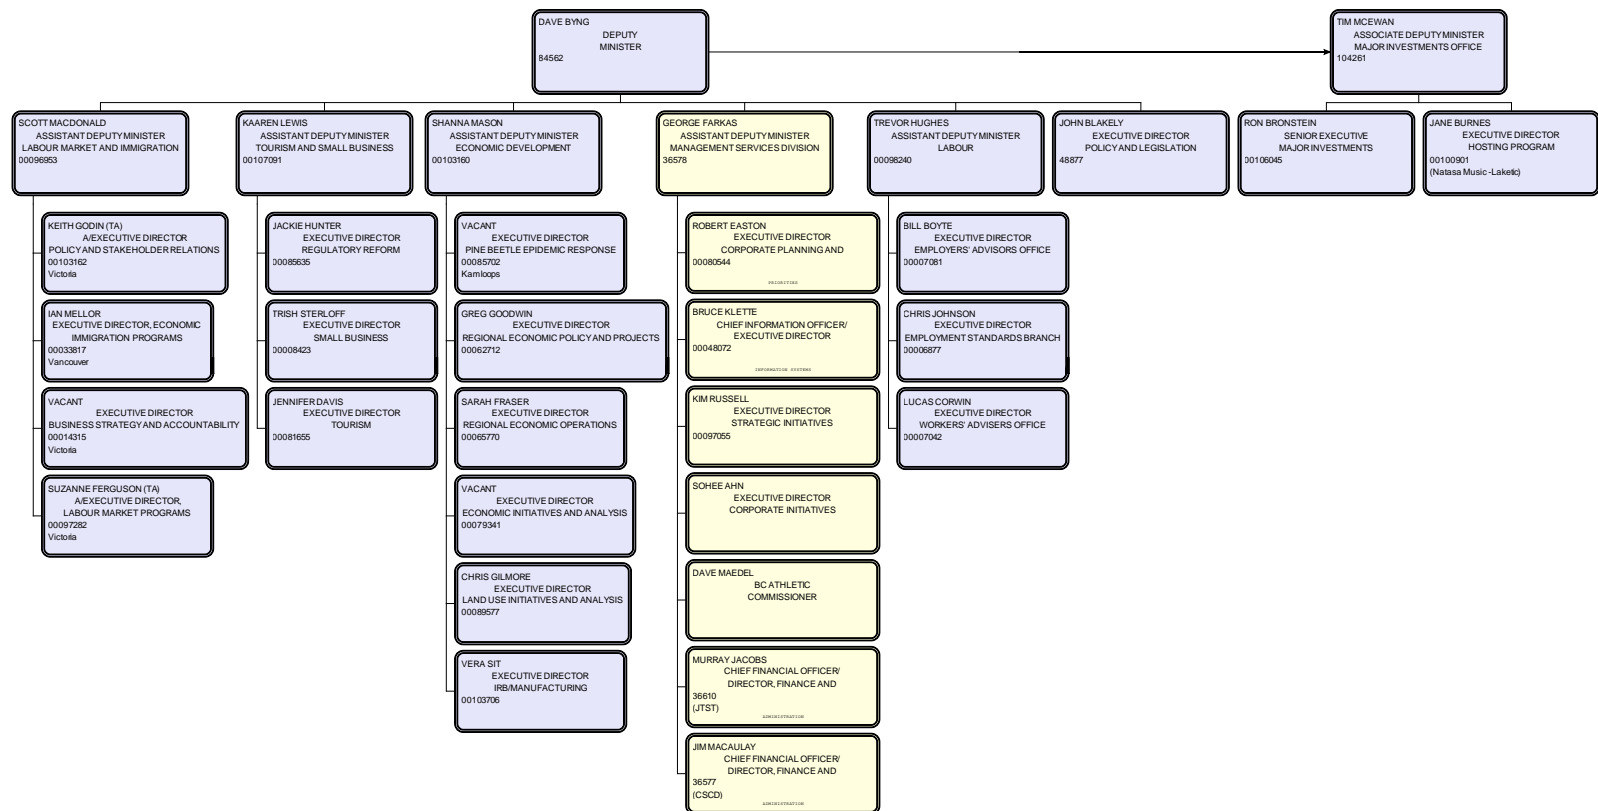 DAVE BYNG
DEPUTY
MINISTER
84562
TIM MCEWAN
ASSOCIATE DEPUTY MINISTER
MAJOR INVESTMENTS OFFICE
104261
SCOTT MACDONALD
ASSISTANT DEPUTY MINISTER
LABOUR MARKET AND IMMIGRATION
00096953
KAAREN LEWIS
ASSISTANT DEPUTY MINISTER
TOURISM AND SMALL BUSINESS
00107091
SHANNA MASON
ASSISTANT DEPUTY MINISTER
ECONOMIC DEVELOPMENT
00103160
GEORGE FARKAS
ASSISTANT DEPUTY MINISTER
MANAGEMENT SERVICES DIVISION
36578
TREVOR HUGHES
ASSISTANT DEPUTY MINISTER
LABOUR
00098240
JOHN BLAKELY
EXECUTIVE DIRECTOR
POLICY AND LEGISLATION
48877
RON BRONSTEIN
SENIOR EXECUTIVE
MAJOR INVESTMENTS
00106045
JANE BURNES
EXECUTIVE DIRECTOR
HOSTING PROGRAM
00100901
(Natasa Music -Laketic)
KEITH GODIN (TA)
A/EXECUTIVE DIRECTOR
POLICY AND STAKEHOLDER RELATIONS
00103162
Victoria
IAN MELLOR
EXECUTIVE DIRECTOR, ECONOMIC
IMMIGRATION PROGRAMS
00033817
Vancouver
VACANT
EXECUTIVE DIRECTOR
BUSINESS STRATEGY AND ACCOUNTABILITY
00014315
Victoria
SUZANNE FERGUSON (TA)
A/EXECUTIVE DIRECTOR,
LABOUR MARKET PROGRAMS
00097282
Victoria
JACKIE HUNTER
EXECUTIVE DIRECTOR
REGULATORY REFORM
00085635
TRISH STERLOFF
EXECUTIVE DIRECTOR
SMALL BUSINESS
00008423
JENNIFER DAVIS
EXECUTIVE DIRECTOR
TOURISM
00081655
VACANT
EXECUTIVE DIRECTOR
PINE BEETLE EPIDEMIC RESPONSE
00085702
Kamloops
GREG GOODWIN
EXECUTIVE DIRECTOR
REGIONAL ECONOMIC POLICY AND PROJECTS
00062712
SARAH FRASER
EXECUTIVE DIRECTOR
REGIONAL ECONOMIC OPERATIONS
00065770
VACANT
EXECUTIVE DIRECTOR
ECONOMIC INITIATIVES AND ANALYSIS
00079341
CHRIS GILMORE
EXECUTIVE DIRECTOR
LAND USE INITIATIVES AND ANALYSIS
00089577
VERA SIT
EXECUTIVE DIRECTOR
IRB/MANUFACTURING
00103706
ROBERT EASTON
EXECUTIVE DIRECTOR
CORPORATE PLANNING AND
00080544
PRIORITIES
BRUCE KLETTE
CHIEF INFORMATION OFFICER/
EXECUTIVE DIRECTOR
00048072
INFORMATION SYSTEMS
KIM RUSSELL
EXECUTIVE DIRECTOR
STRATEGIC INITIATIVES
00097055
SOHEE AHN
EXECUTIVE DIRECTOR
CORPORATE INITIATIVES
DAVE MAEDEL
BC ATHLETIC
COMMISSIONER
MURRAY JACOBS
CHIEF FINANCIAL OFFICER/
DIRECTOR, FINANCE AND
36610
(JTST)
ADMINISTRATION
JIM MACAULAY
CHIEF FINANCIAL OFFICER/
DIRECTOR, FINANCE AND
36577
(CSCD)
ADMINISTRATION
BILL BOYTE
EXECUTIVE DIRECTOR
EMPLOYERS' ADVISORS OFFICE
00007081
CHRIS JOHNSON
EXECUTIVE DIRECTOR
EMPLOYMENT STANDARDS BRANCH
00006877
LUCAS CORWIN
EXECUTIVE DIRECTOR
WORKERS' ADVISERS OFFICE
00007042